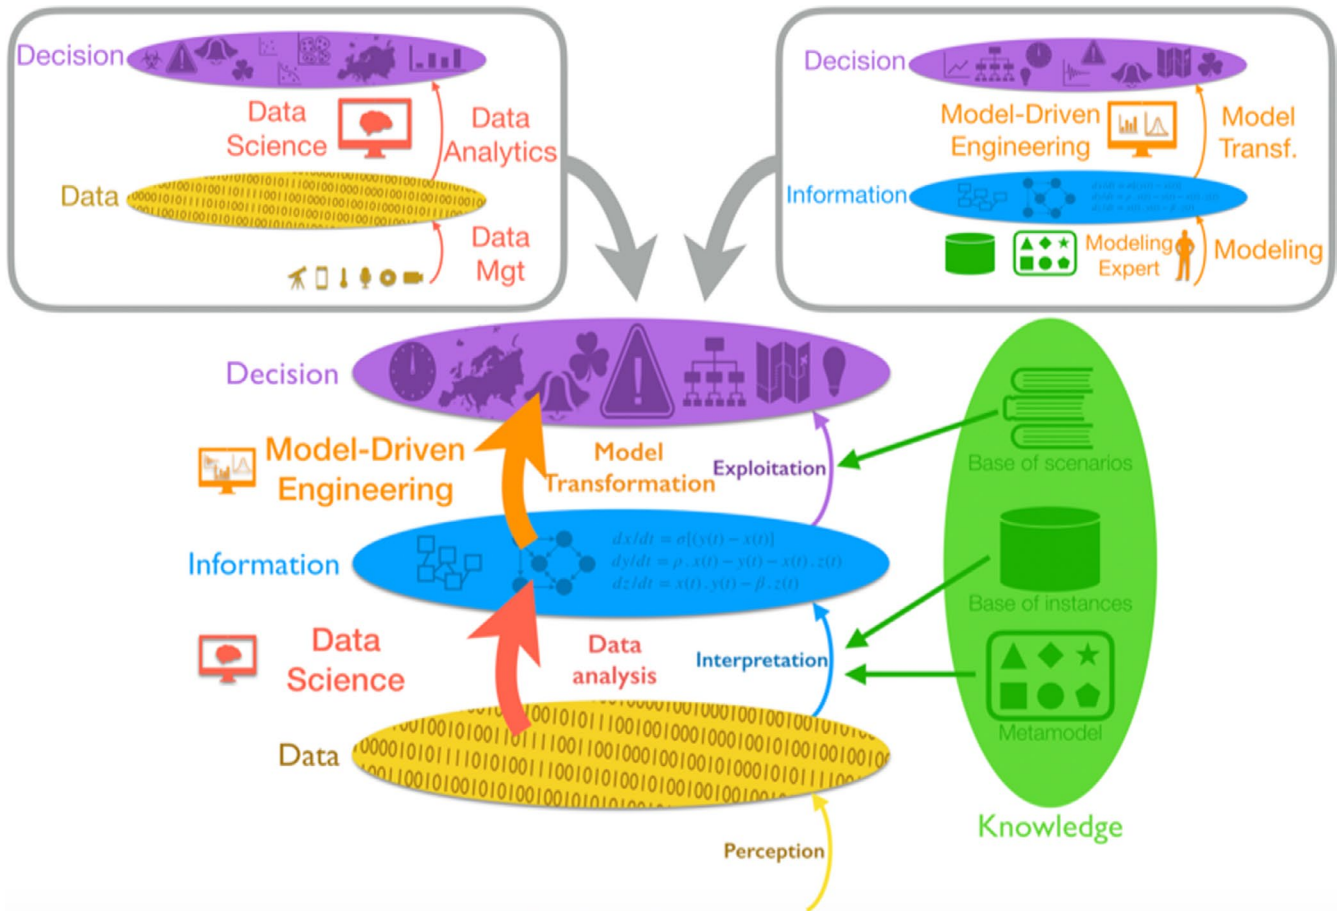 Decision
Data
Science
Data
Analytics
Data
Data
Mgt
Decision
Model-Driven
Engineering
Model
Transf.
Information
Modeling
Expert
Modeling
Decision
Model-Driven
Engineering
Model
Transformation
Exploitation
Base of scenarios
Information
dx/dt = σ[(y(t) − x(t)]
dy/dt = ρ . x(t) − y(t) − x(t) . z(t)
dz/dt = x(t) . y(t) − β . z(t)
Base of instances
Data
Science
Data
analysis
Interpretation
Metamodel
Data
Knowledge
Perception